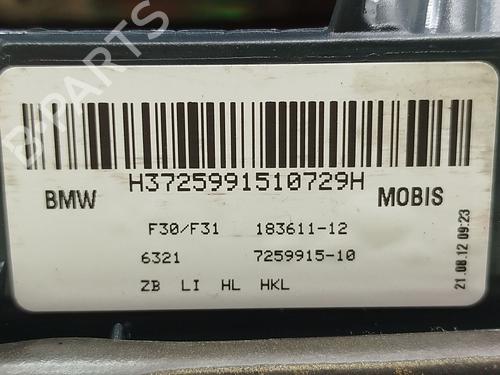 B-PARTS
H3725991510729H
BMW
MOBIS
F30/F31 183611-12
6321 7259915-10
ZB LI HL HKL
21.08.12 09:23